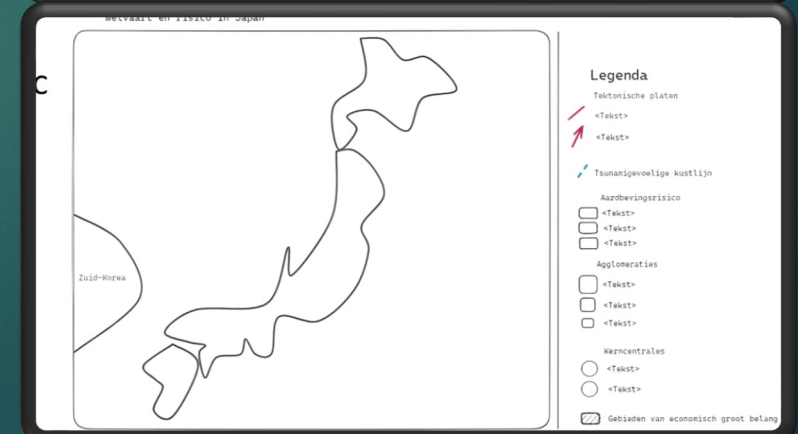 welvaart en risico in Japan
C
Legenda
Tektonische platen
<Tekst>
<Tekst>
Tsunamigevoelige kustlijn
Aardbevingsrisico
<Tekst>
<Tekst>
<Tekst>
Agglomeraties
<Tekst>
<Tekst>
<Tekst>
Zuid-Korea
Kerncentrales
<Tekst>
<Tekst>
Gebieden van economisch groot belang